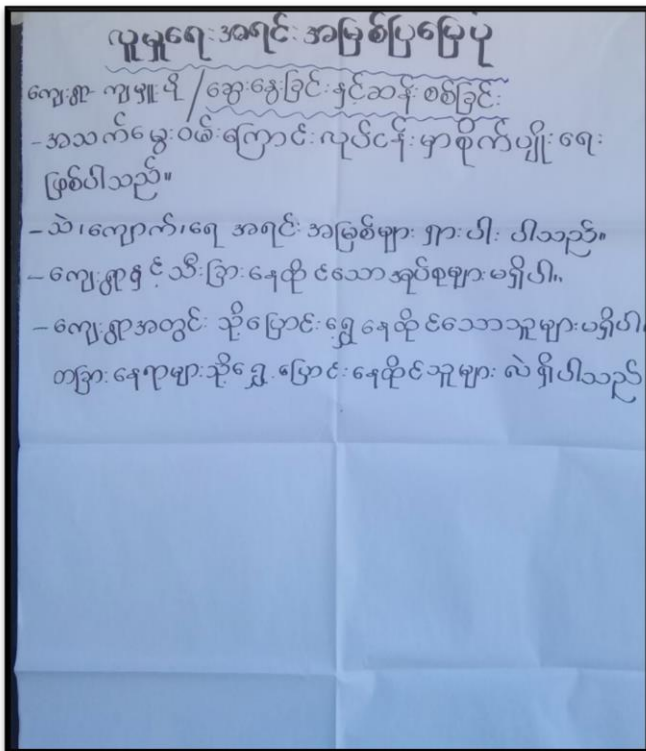 လူမှုရေးအရင်းအမြစ်ပြမြေပုံ
ကျေးရွာ- ကျမှူးပို /ဆွေးနွေးခြင်းနှင့်ဆန်းစစ်ခြင်း
-အသက်မွေးဝမ်းကြောင်းလုပ်ငန်းမှာစိုက်ပျိုးရေး
ဖြစ်ပါသည်။
-သဲ၊ကျောက်၊ရေ အရင်းအမြစ်များ ရှားပါး ပါသည်။
-ကျေးရွာနှင့်သီးခြားနေထိုင်သောအုပ်စုများမရှိပါ။
-ကျေးရွာအတွင်း သို့ပြောင်းရွှေ့နေထိုင်သောသူများမရှိပါ၊
တခြားနေရာများသို့ရွှေ့ပြောင်းနေထိုင်သူများ လဲရှိပါသည်